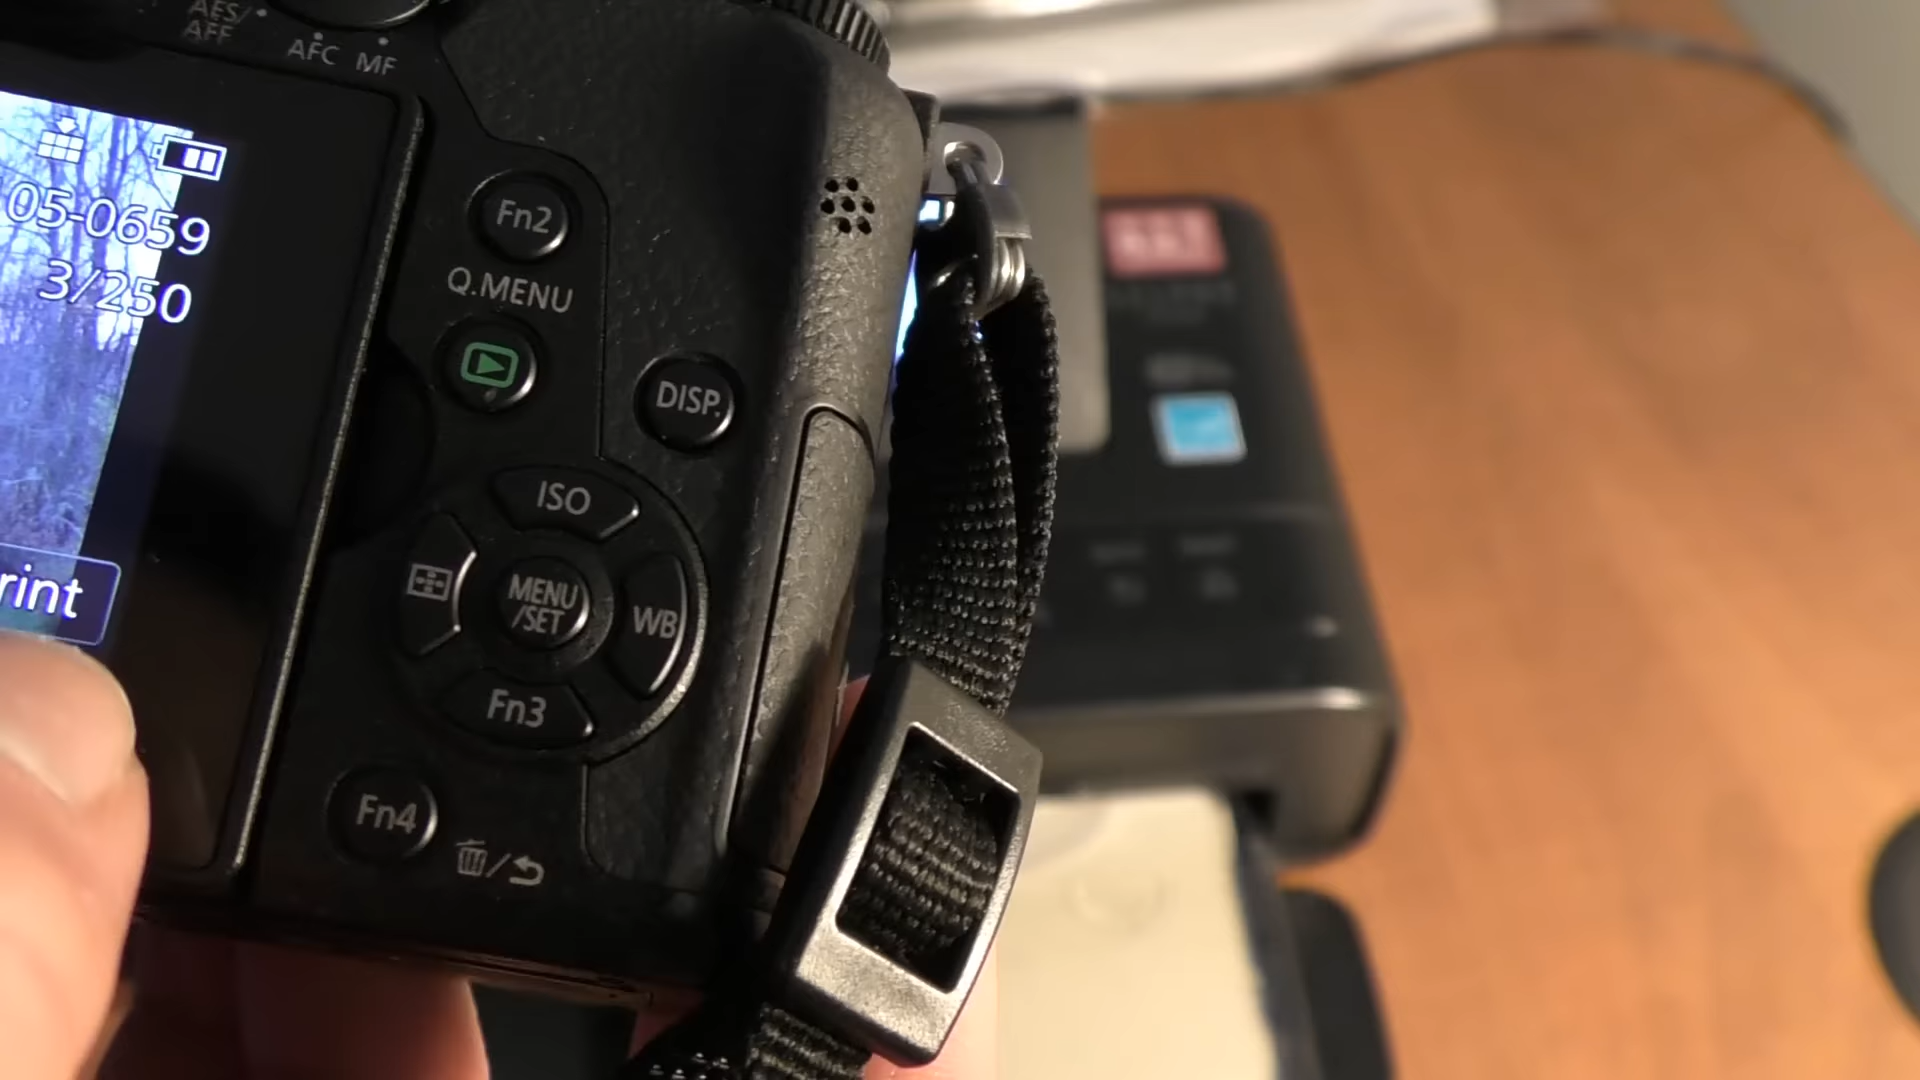 AFS/
AFF
AFC MF
05-0659
3/250
rint
Fn2
Q.MENU
DISP.
ISO
MENU
/SET
WB
Fn3
Fn4